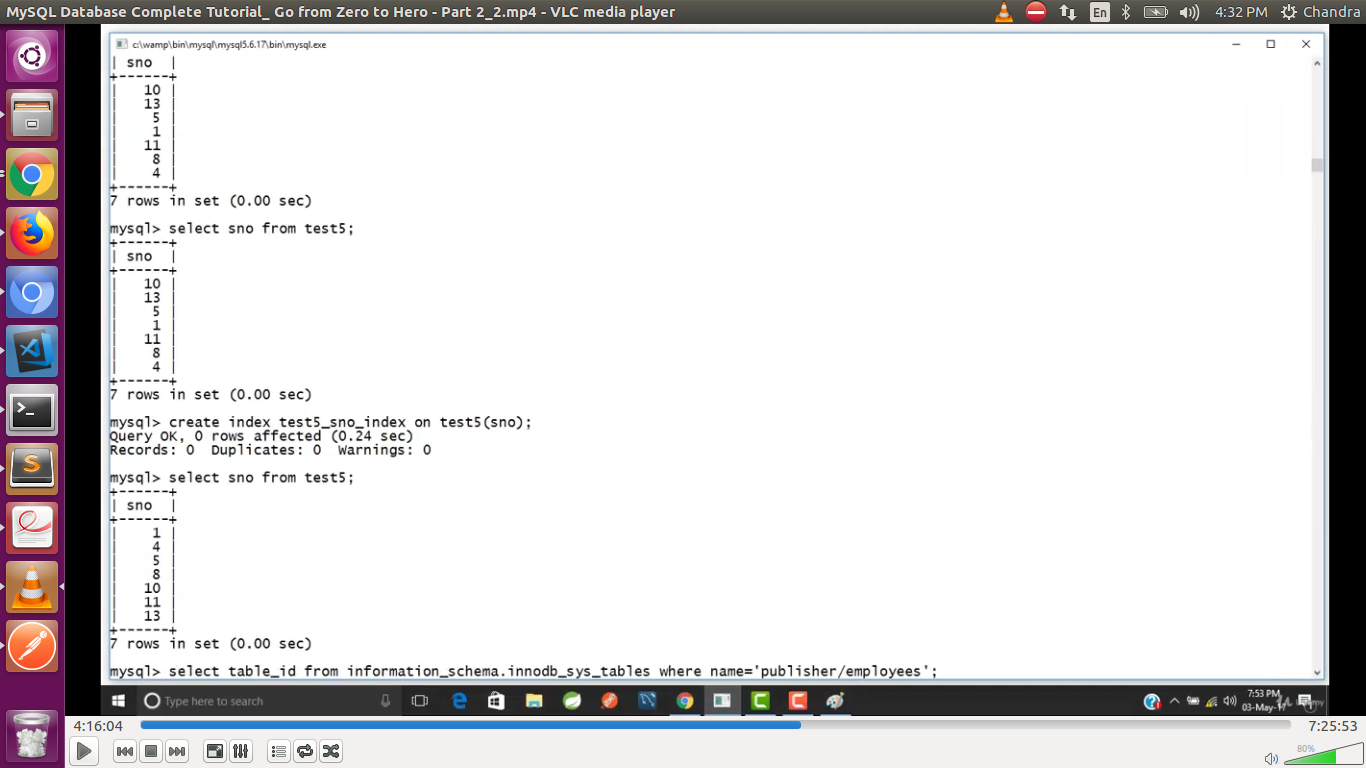 MySQL Database Complete Tutorial_ Go from Zero to Hero - Part 2_2.mp4 - VLC media player
En
4:32 PM
Chandra
c:\wamp\bin\mysql\mysql5.6.17\bin\mysql.exe
| sno |
+------+
| 10 |
| 13 |
| 5 |
| 1 |
| 11 |
| 8 |
| 4 |
+------+
7 rows in set (0.00 sec)
mysql> select sno from test5;
+------+
| sno |
+------+
| 10 |
| 13 |
| 5 |
| 1 |
| 11 |
| 8 |
| 4 |
+------+
7 rows in set (0.00 sec)
mysql> create index test5_sno_index on test5(sno);
Query OK, 0 rows affected (0.24 sec)
Records: 0 Duplicates: 0 Warnings: 0
mysql> select sno from test5;
+------+
| sno |
+------+
| 1 |
| 4 |
| 5 |
| 8 |
| 10 |
| 11 |
| 13 |
+------+
7 rows in set (0.00 sec)
mysql> select table_id from information_schema.innodb_sys_tables where name='publisher/employees';
Type here to search
7:53 PM
03-May-
4:16:04
7:25:53
80%